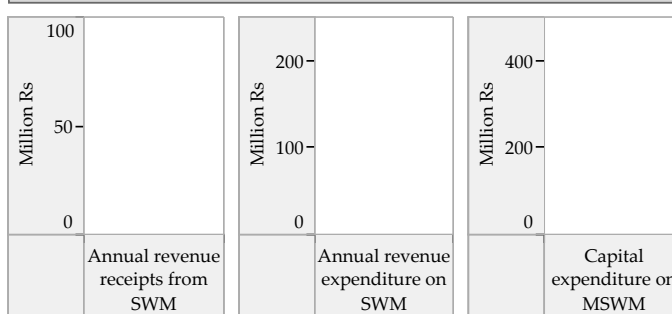 Million Rs
100
50
0
Annual revenue
receipts from
SWM
Million Rs
200
100
0
Annual revenue
expenditure on
SWM
Million Rs
400
200
0
Capital
expenditure on
MSWM